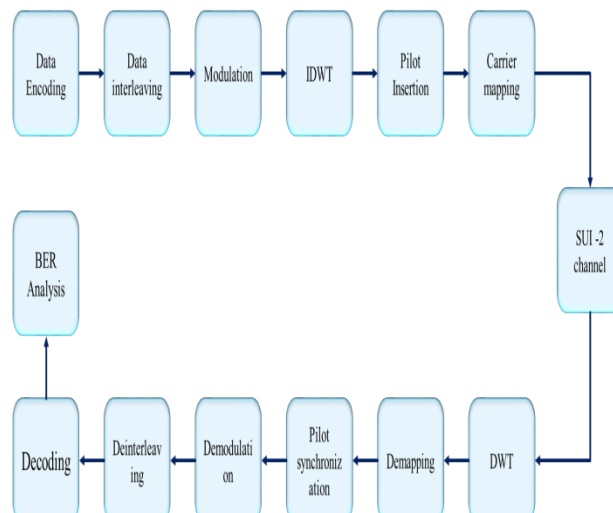 Data
Encoding
Data
interleaving
Modulation
IDWT
Pilot
Insertion
Carrier
mapping
SUI -2
channel
BER
Analysis
Decoding
Deinterleav
ing
Demodulati
on
Pilot
synchroniz
ation
Demapping
DWT